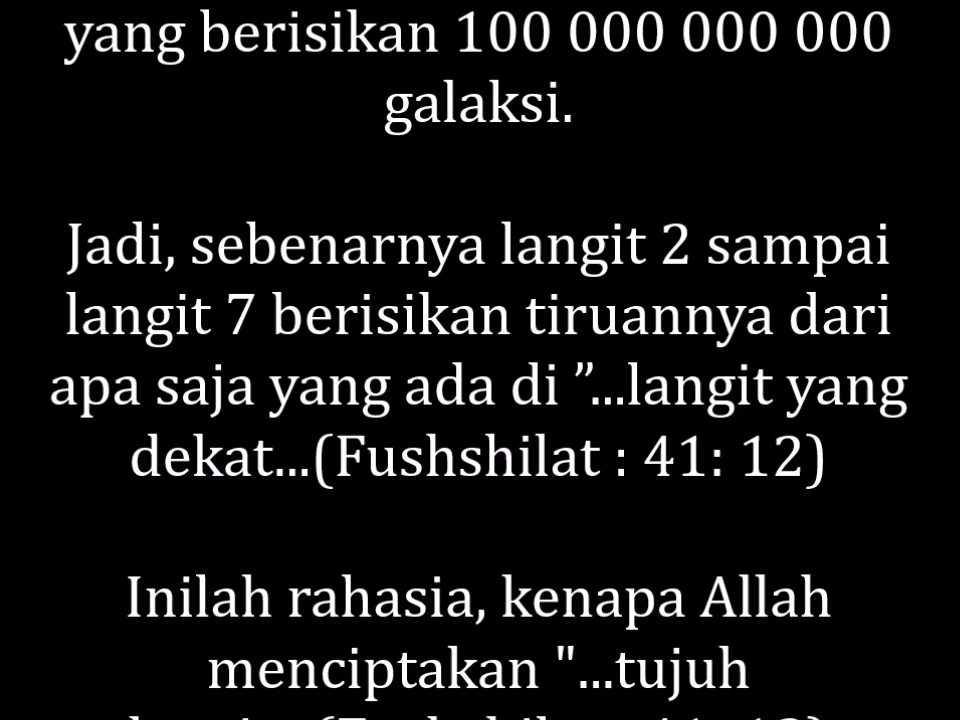 yang berisikan 100 000 000 000
galaksi.
Jadi, sebenarnya langit 2 sampai
langit 7 berisikan tiruannya dari
apa saja yang ada di ”...langit yang
dekat...(Fushshilat : 41: 12)
Inilah rahasia, kenapa Allah
menciptakan "...tujuh